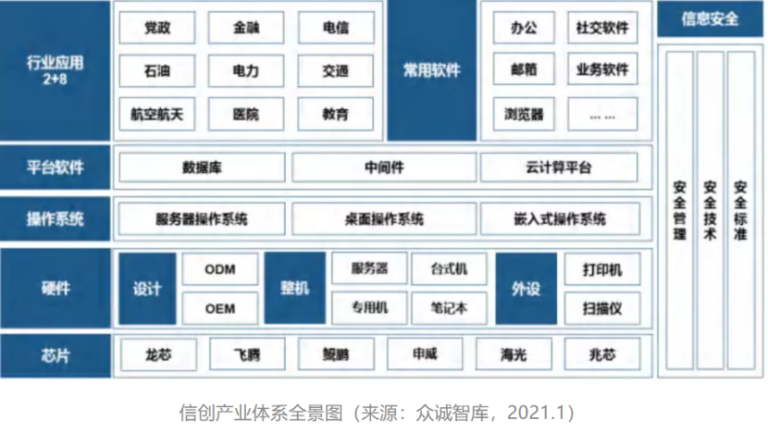 行业应用
2+8
党政
金融
电信
石油
电力
交通
航空航天
医院
教育
常用软件
办公
社交软件
邮箱
业务软件
浏览器
... ...
平台软件
数据库
中间件
云计算平台
操作系统
服务器操作系统
桌面操作系统
嵌入式操作系统
硬件
设计
ODM
OEM
整机
服务器
台式机
专用机
笔记本
外设
打印机
扫描仪
芯片
龙芯
飞腾
鲲鹏
申威
海光
兆芯
信息安全
安全管理
安全技术
安全标准
信创产业体系全景图（来源：众诚智库，2021.1）